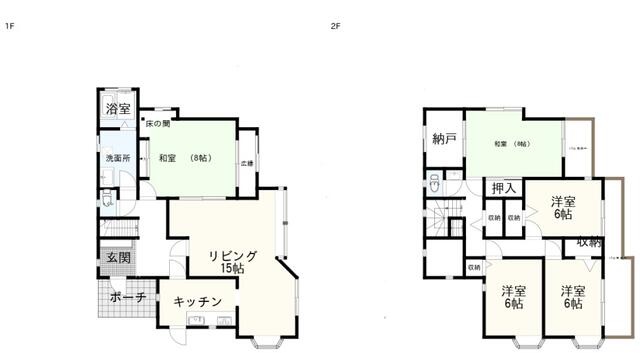 1F
浴室
床の間
洗面所
和室 (8帖)
広縁
玄関
リビング
15帖
ポーチ
キッチン
2F
納戸
和室 (8帖)
押入
収納
収納
洋室
6帖
収納
収納
洋室
6帖
洋室
6帖